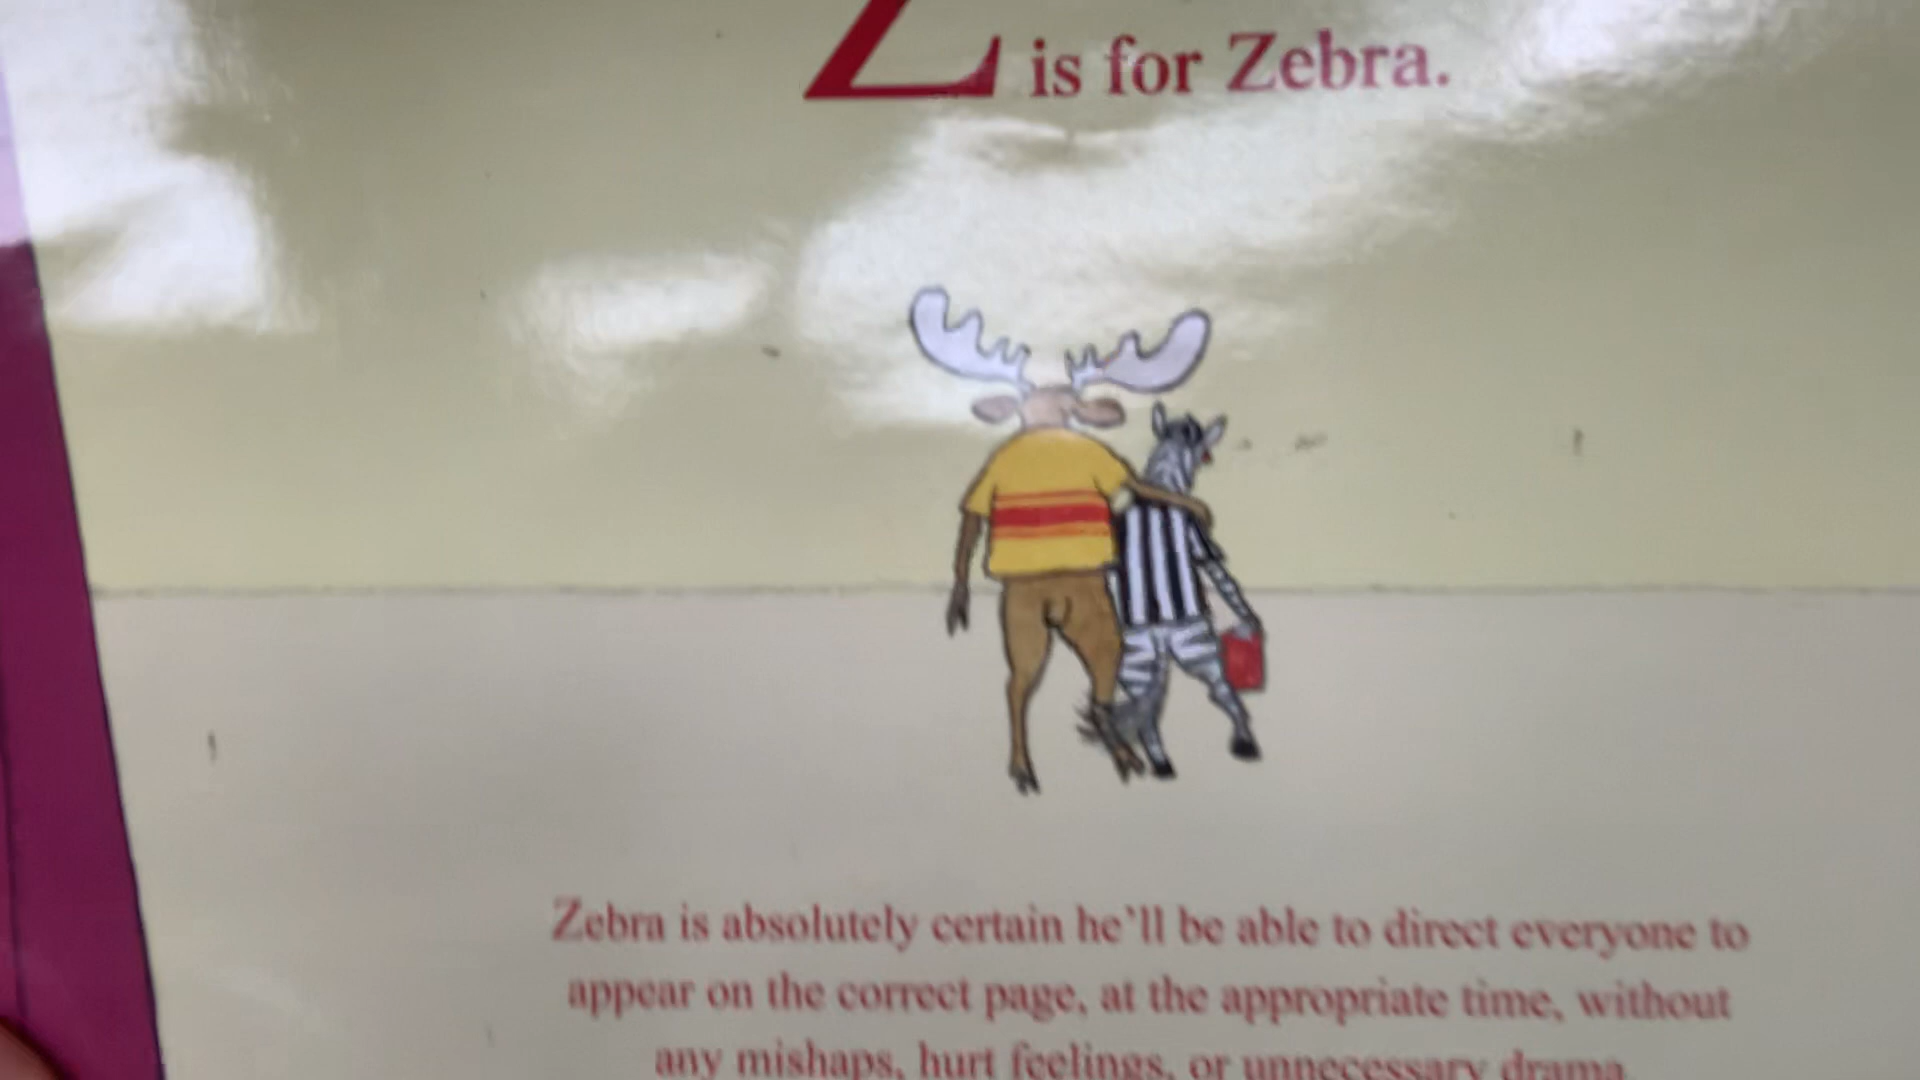 Z is for Zebra.
Zebra is absolutely certain he'll be able to direct everyone to
appear on the correct page, at the appropriate time, without
any mishaps, hurt feelings, or unnecessary drama